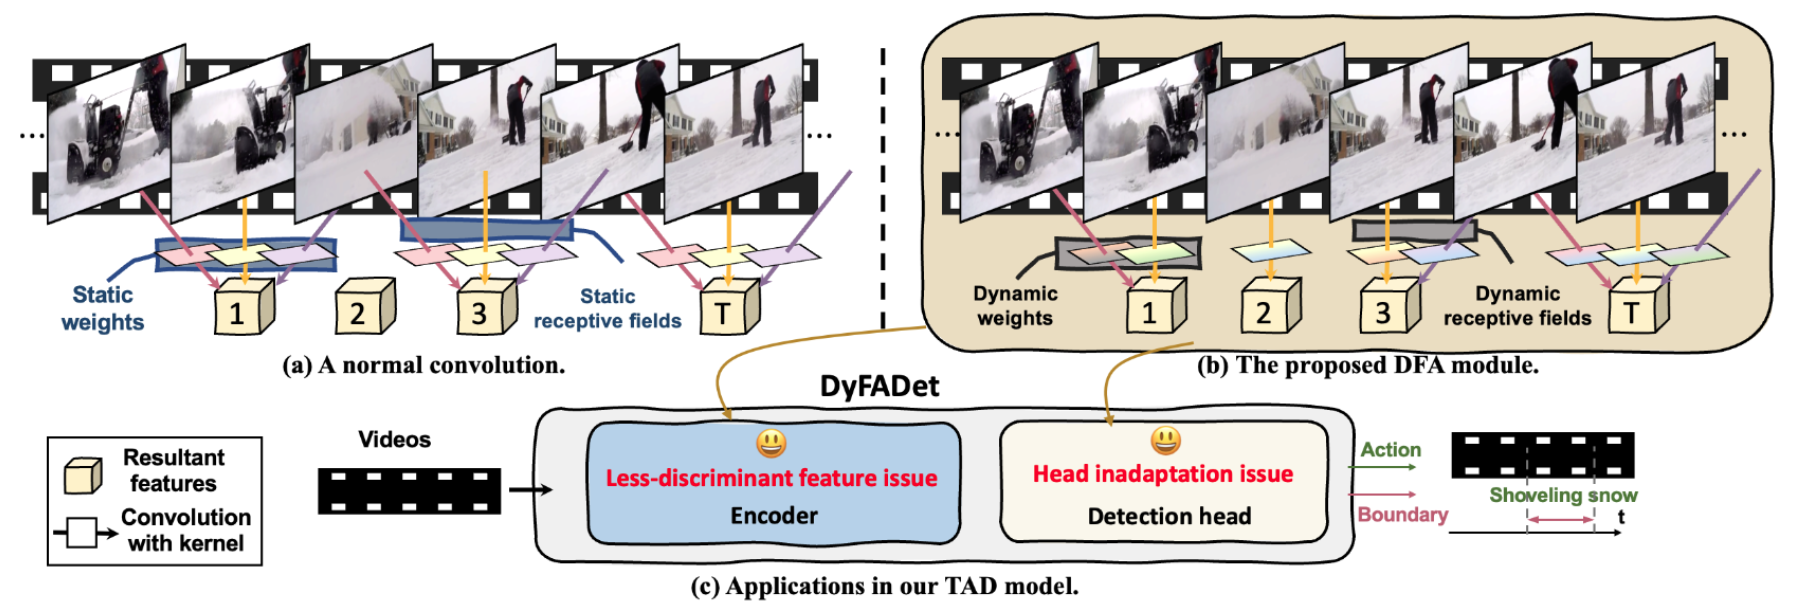 ...
...
...
...
Static
weights
1
2
3
Static
receptive fields
T
(a) A normal convolution.
Dynamic
weights
1
2
3
Dynamic
receptive fields
T
(b) The proposed DFA module.
DyFADet
Resultant
features
Convolution
with kernel
Videos
Less-discriminant feature issue
Encoder
Head inadaptation issue
Detection head
Action
Boundary
Shoveling snow
t
(c) Applications in our TAD model.